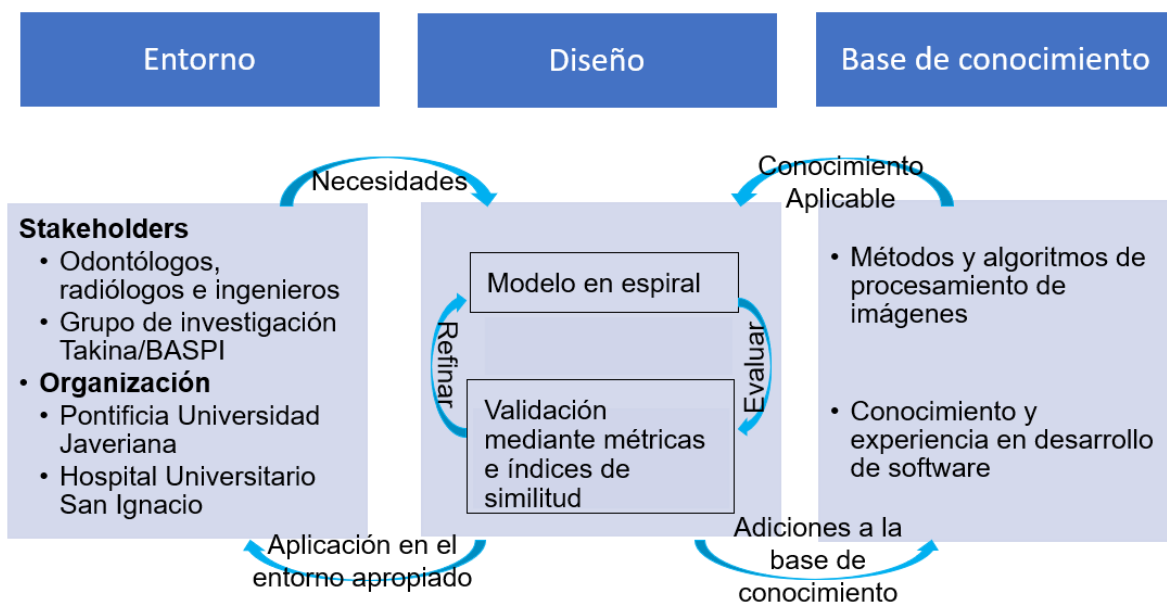 Entorno
Diseño
Base de conocimiento
Necesidades
Conocimiento
Aplicable
Stakeholders
• Odontólogos,
radiólogos e ingenieros
• Grupo de investigación
Takina/BASPI
• Organización
• Pontificia Universidad
Javeriana
• Hospital Universitario
San Ignacio
Modelo en espiral
Refinar
Evaluar
Validación
mediante métricas
e índices de
similitud
• Métodos y algoritmos de
procesamiento de
imágenes
• Conocimiento y
experiencia en desarrollo
de software
Aplicación en el
entorno apropiado
Adiciones a la
base de
conocimiento